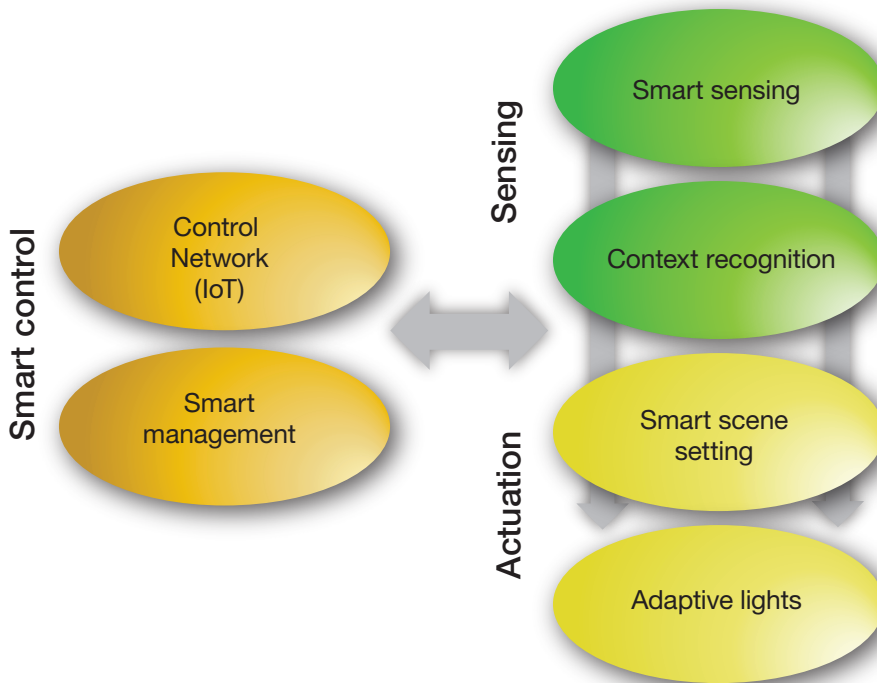 Smart control
Control
Network
(IoT)
Smart
management
Sensing
Smart sensing
Context recognition
Actuation
Smart scene
setting
Adaptive lights